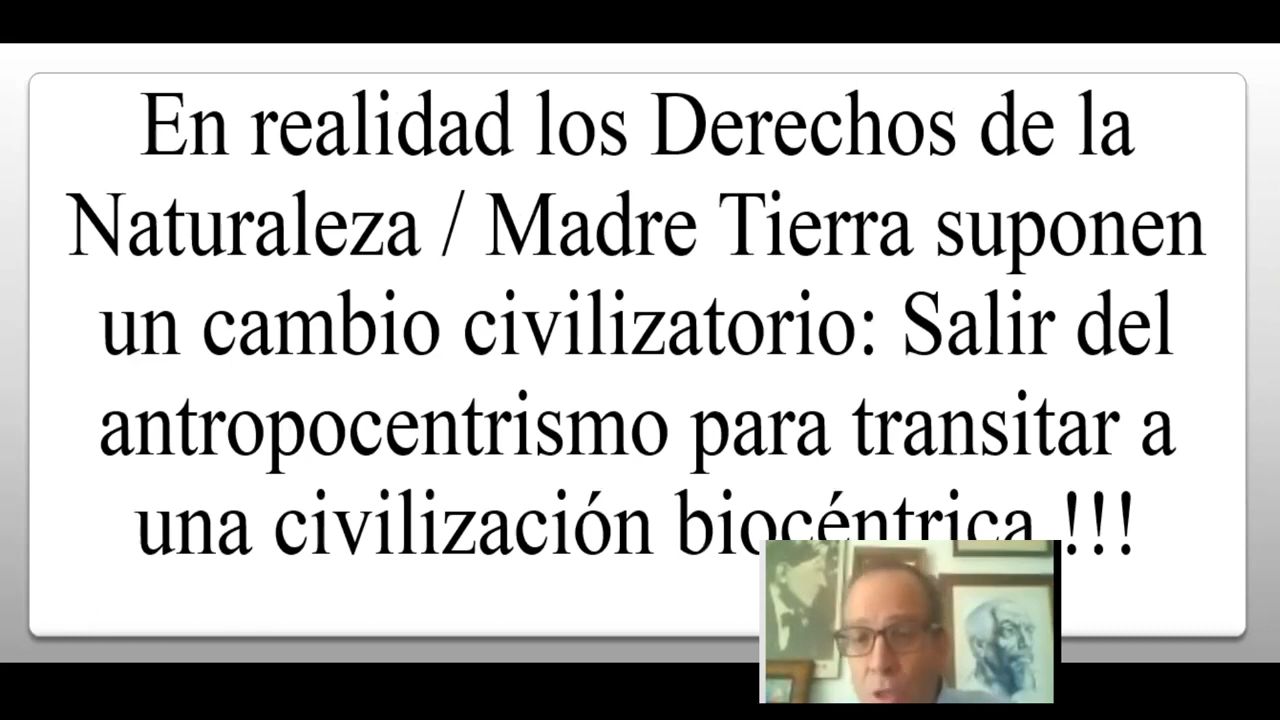 En realidad los Derechos de la
Naturaleza / Madre Tierra suponen
un cambio civilizatorio: Salir del
antropocentrismo para transitar a
una civilización biocéntrica !!!